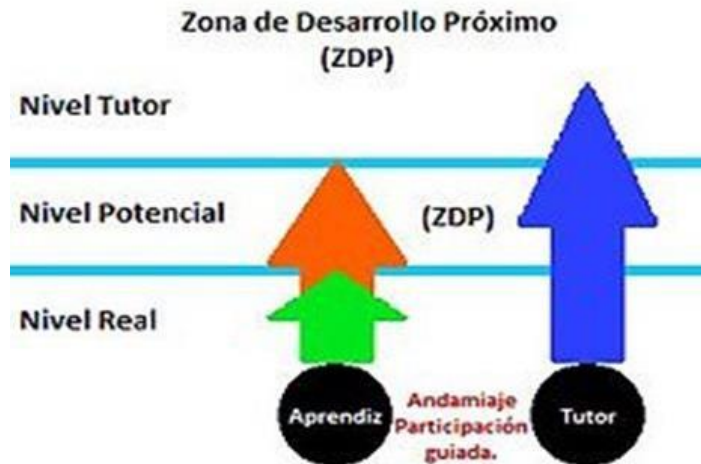 Zona de Desarrollo Próximo
(ZDP)
Nivel Tutor
Nivel Potencial
(ZDP)
Nivel Real
Aprendiz
Andamiaje
Participación
guiada.
Tutor